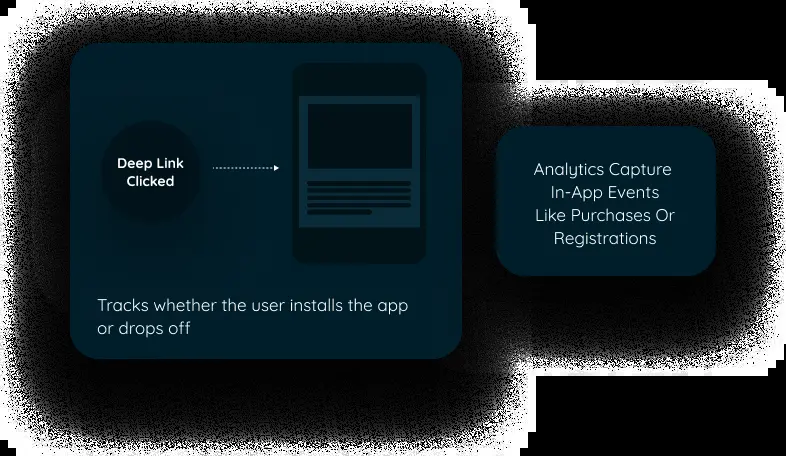 Deep Link
Clicked
Tracks whether the user installs the app
or drops off
Analytics Capture
In-App Events
Like Purchases Or
Registrations